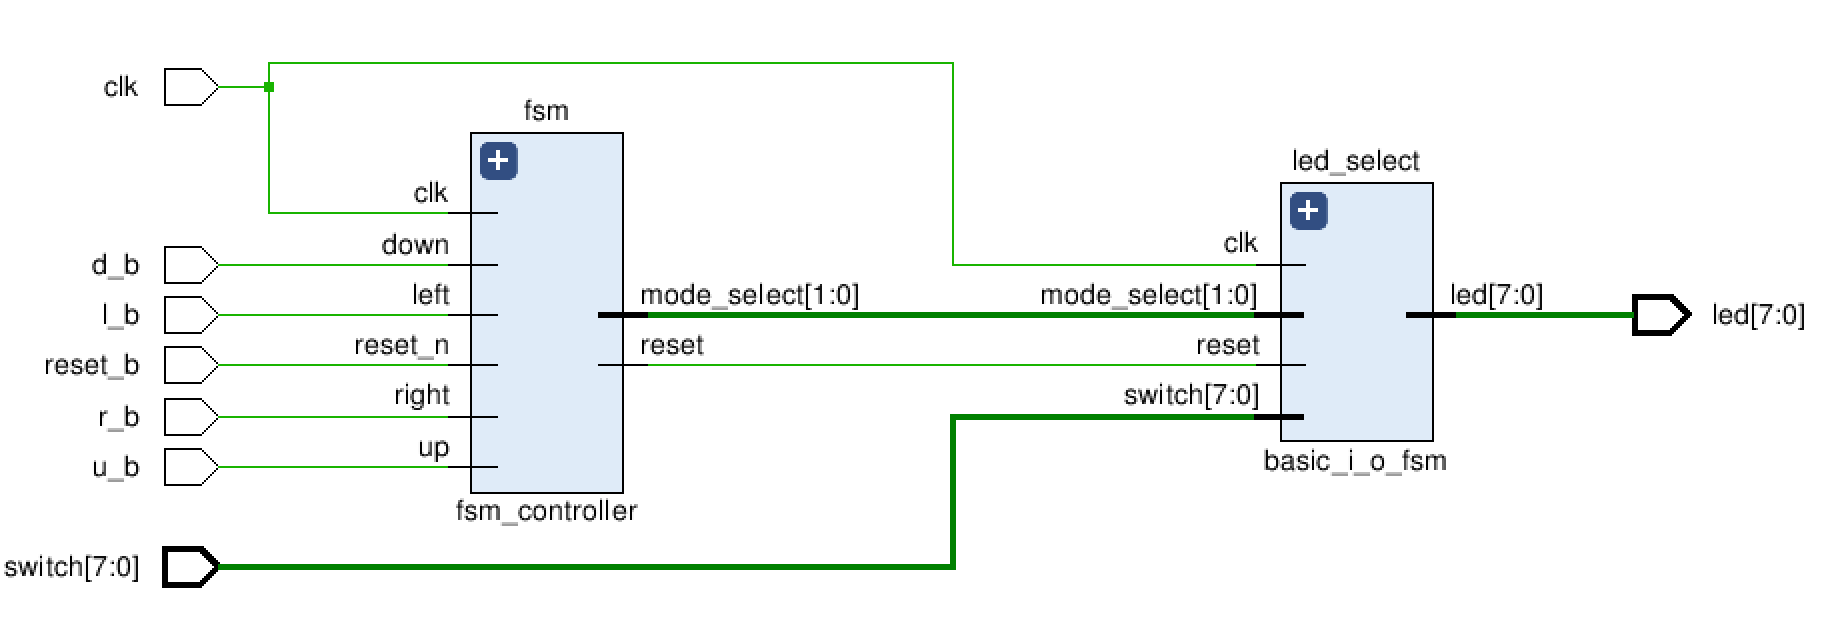 clk
fsm
led_select
clk
clk
d_b
down
l_b
left
mode_select[1:0]
mode_select[1:0]
led[7:0]
led[7:0]
reset_b
reset_n
reset
reset
r_b
right
switch[7:0]
u_b
up
basic_i_o_fsm
fsm_controller
switch[7:0]